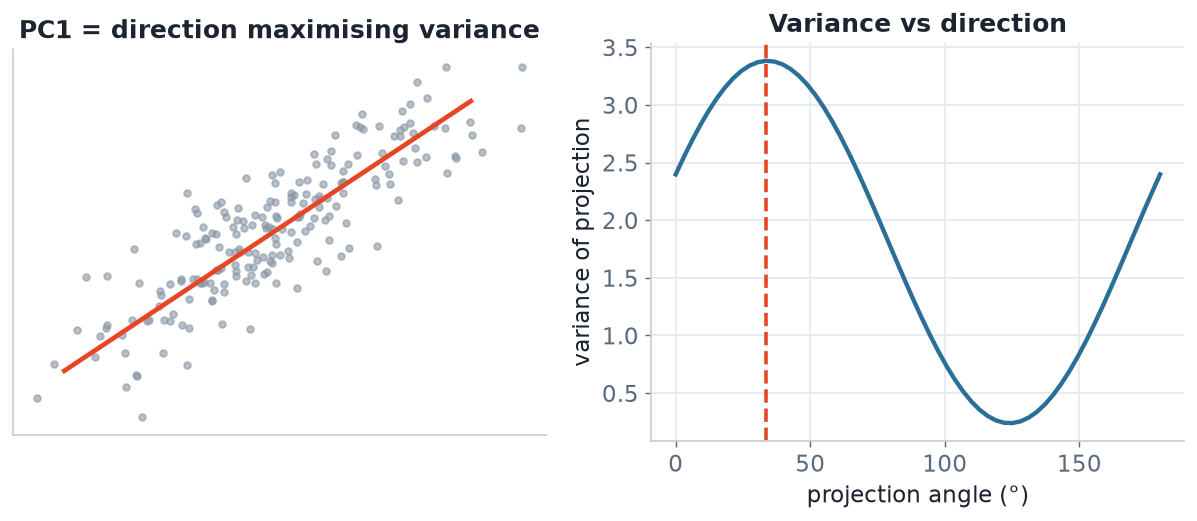 PC1 = direction maximising variance
Variance vs direction
variance of projection
3.5
3.0
2.5
2.0
1.5
1.0
0.5
0
50
100
150
projection angle (°)